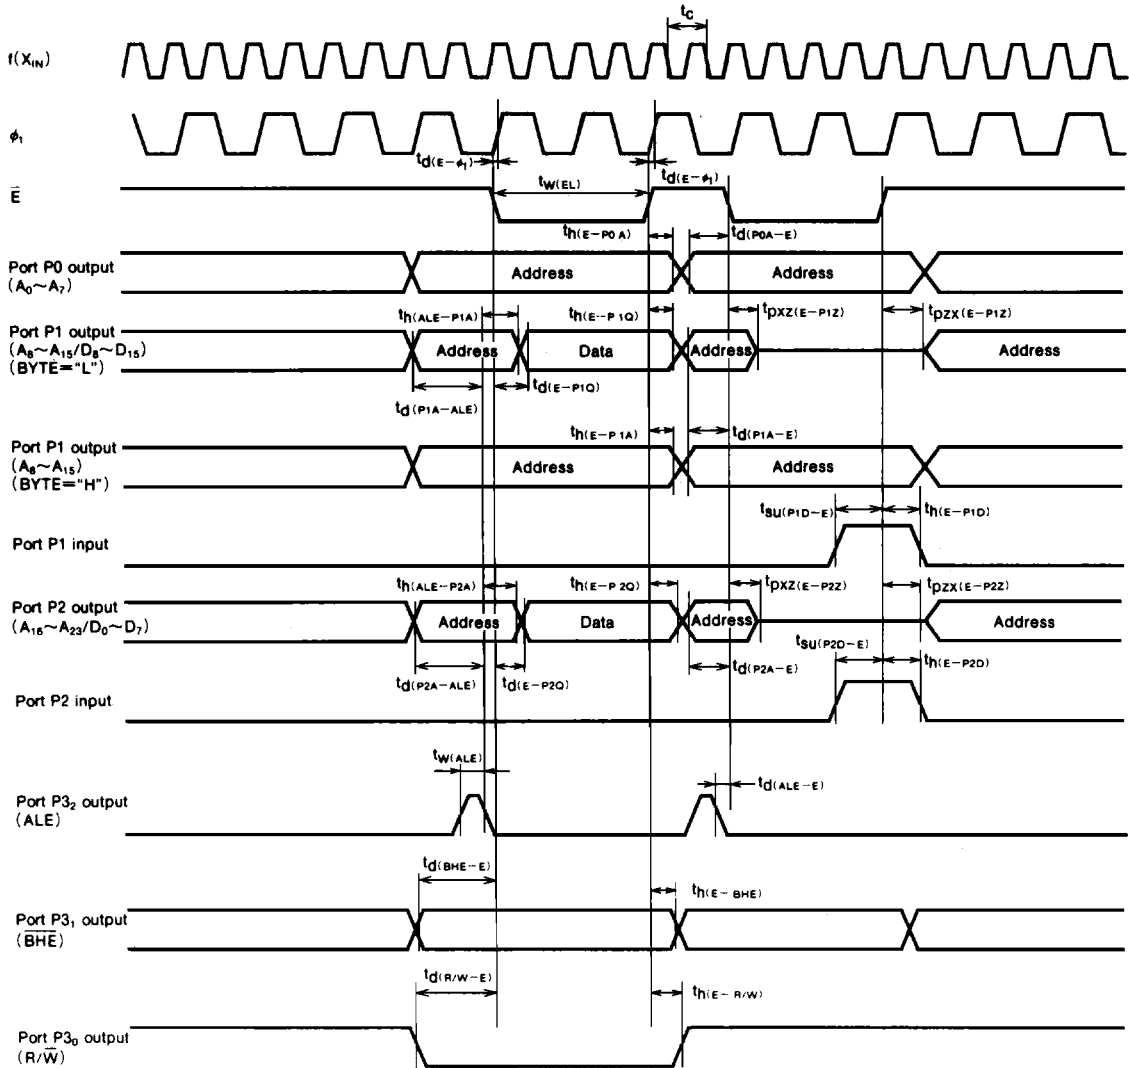 tc
f(XIN)
ϕ1
td(E−ϕ1)
tw(EL)
td(E−ϕ1)
E̅
th(E−P0A)
td(P0A−E)
Port P0 output
(A0〜A7)
Address
Address
th(ALE−P1A)
th(E−P1Q)
tpxz(E−P1Z)
tpzx(E−P1Z)
Port P1 output
(A8〜A15/D8〜D15)
(BYTE="L")
Address
Data
Address
Address
td(P1A−ALE)
td(E−P1Q)
th(E−P1A)
td(P1A−E)
Port P1 output
(A8〜A15)
(BYTE="H")
Address
Address
tsu(P1D−E)
th(E−P1D)
Port P1 input
th(ALE−P2A)
th(E−P2Q)
tpxz(E−P2Z)
tpzx(E−P2Z)
Port P2 output
(A16〜A23/D0〜D7)
Address
Data
Address
Address
tsu(P2D−E)
th(E−P2D)
td(P2A−ALE)
td(E−P2Q)
td(P2A−E)
Port P2 input
tw(ALE)
td(ALE−E)
Port P32 output
(ALE)
td(BHE−E)
th(E−BHE)
Port P31 output
(B̅H̅E̅)
td(R/W−E)
th(E−R/W)
Port P30 output
(R/W̅)